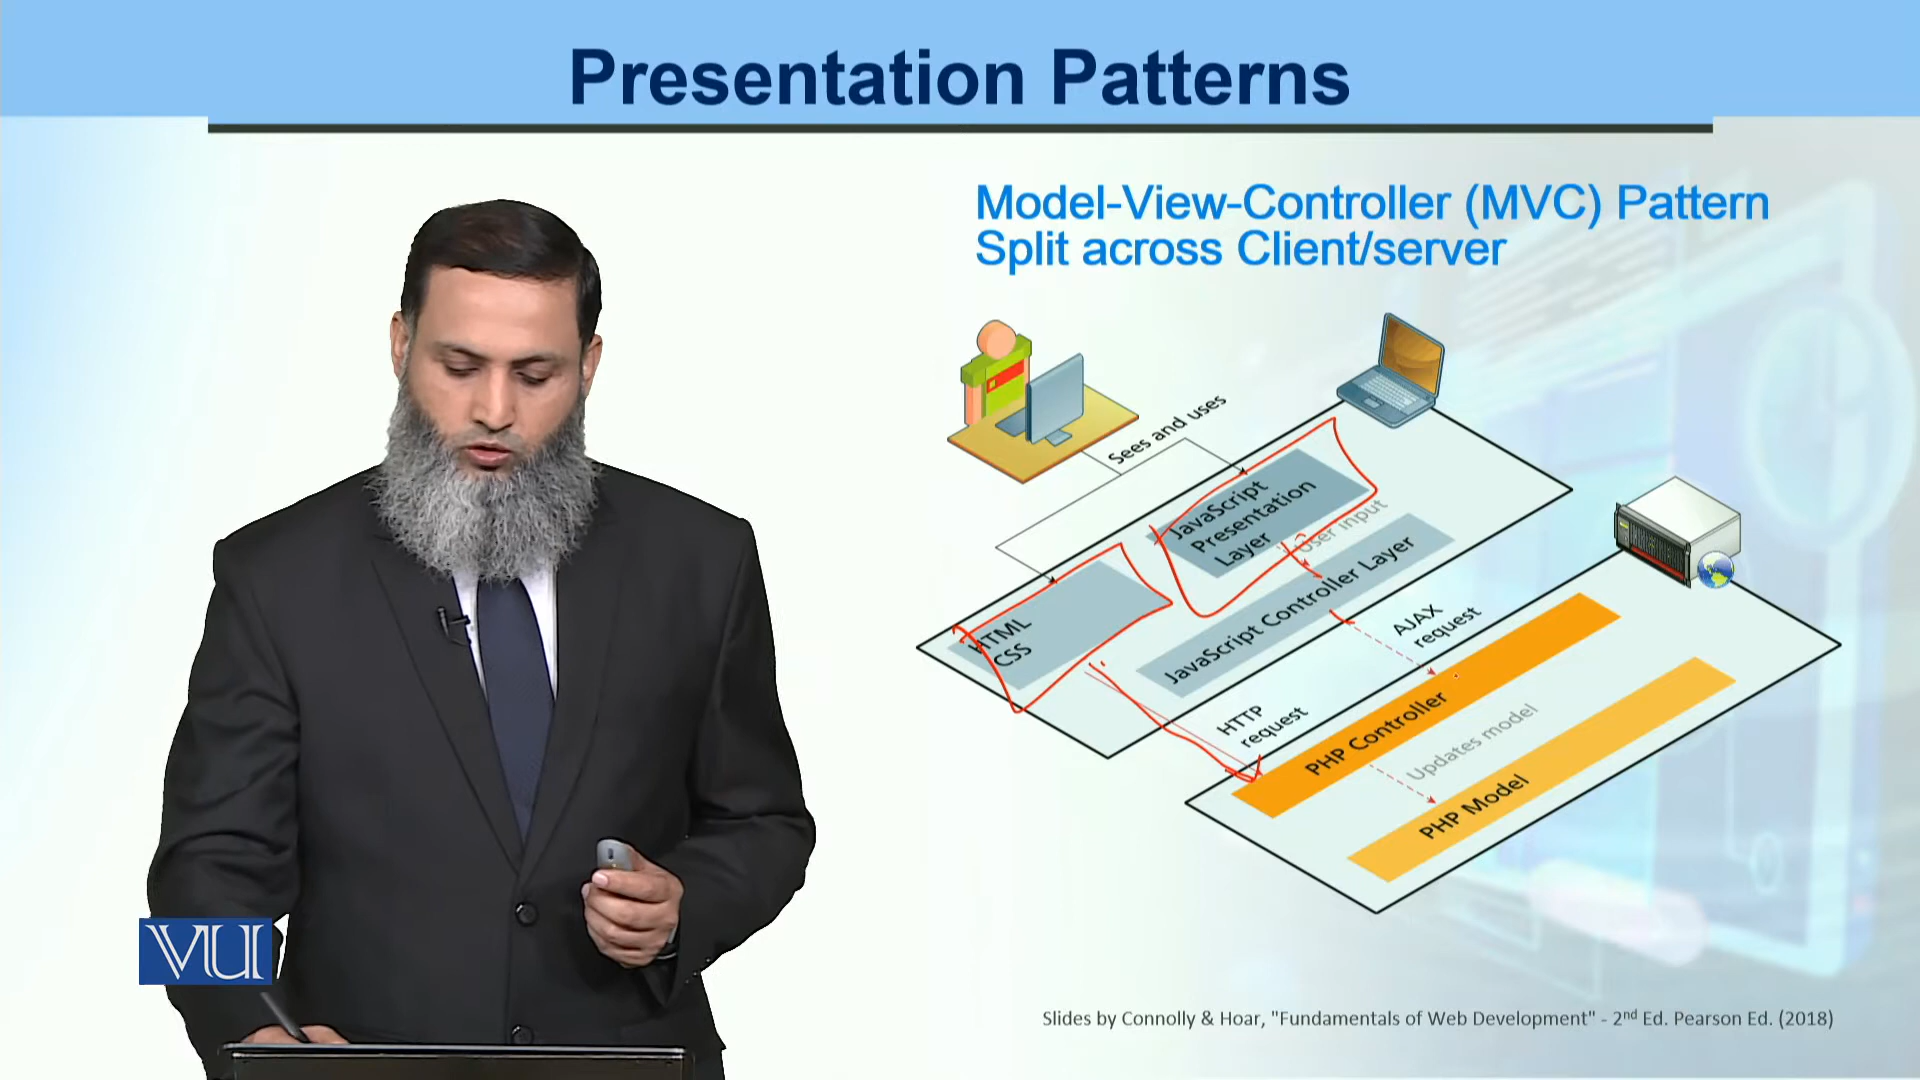 Presentation Patterns
Model-View-Controller (MVC) Pattern
Split across Client/server
Sees and uses
JavaScript
Presentation
Layer
User input
HTML
CSS
JavaScript Controller Layer
AJAX
request
HTTP
request
PHP Controller
Updates model
PHP Model
VU
Slides by Connolly & Hoar, "Fundamentals of Web Development" - 2nd Ed. Pearson Ed. (2018)